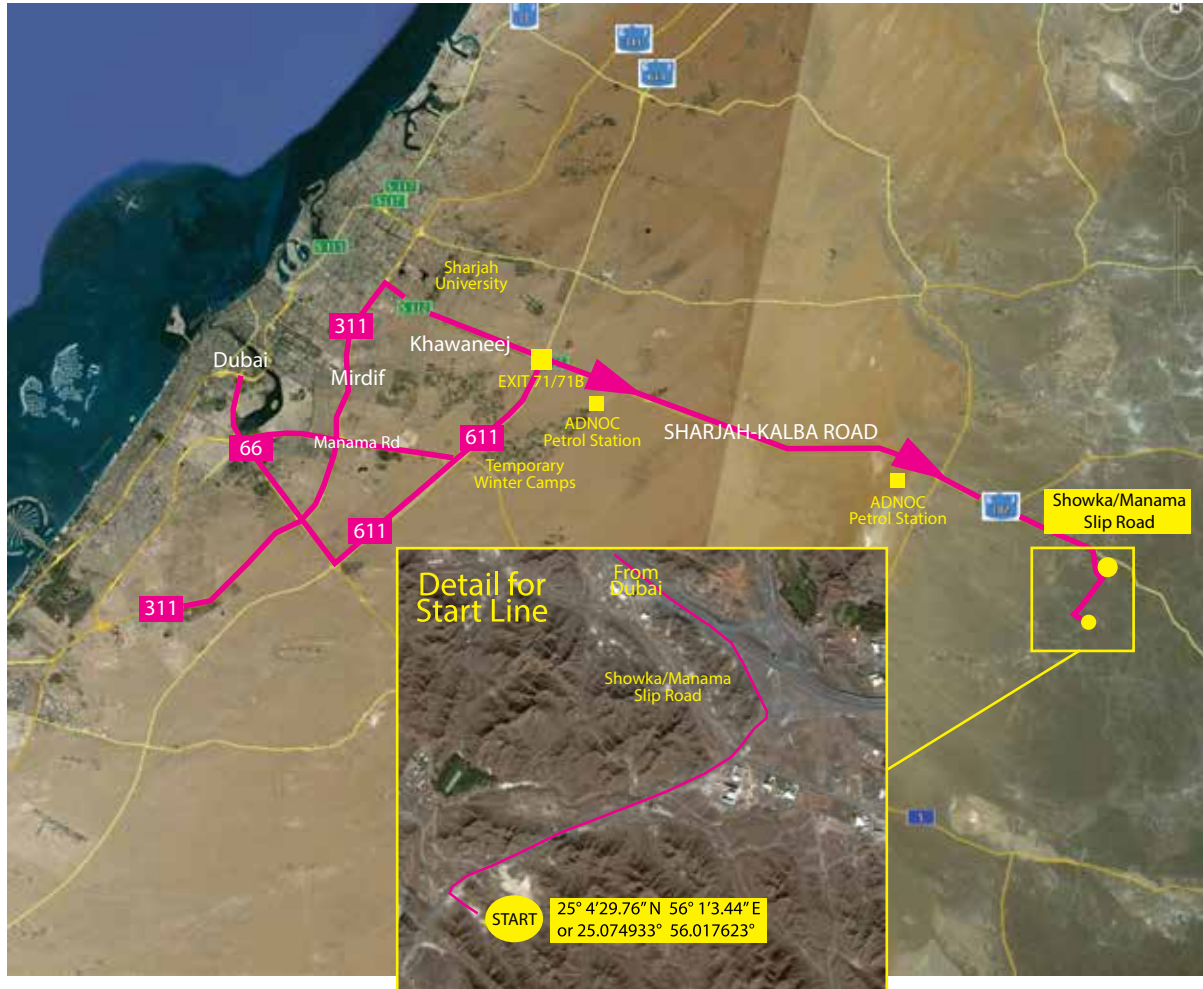 S 117
S 112
Sharjah
University
311
Khawaneej
Dubai
Mirdif
EXIT 71/71B
ADNOC
Petrol Station
SHARJAH-KALBA ROAD
66
Manama Rd
611
Temporary
Winter Camps
ADNOC
Petrol Station
Showka/Manama
Slip Road
611
311
Detail for
Start Line
From
Dubai
Showka/Manama
Slip Road
START
25° 4’29.76” N 56° 1’3.44” E
or 25.074933° 56.017623°